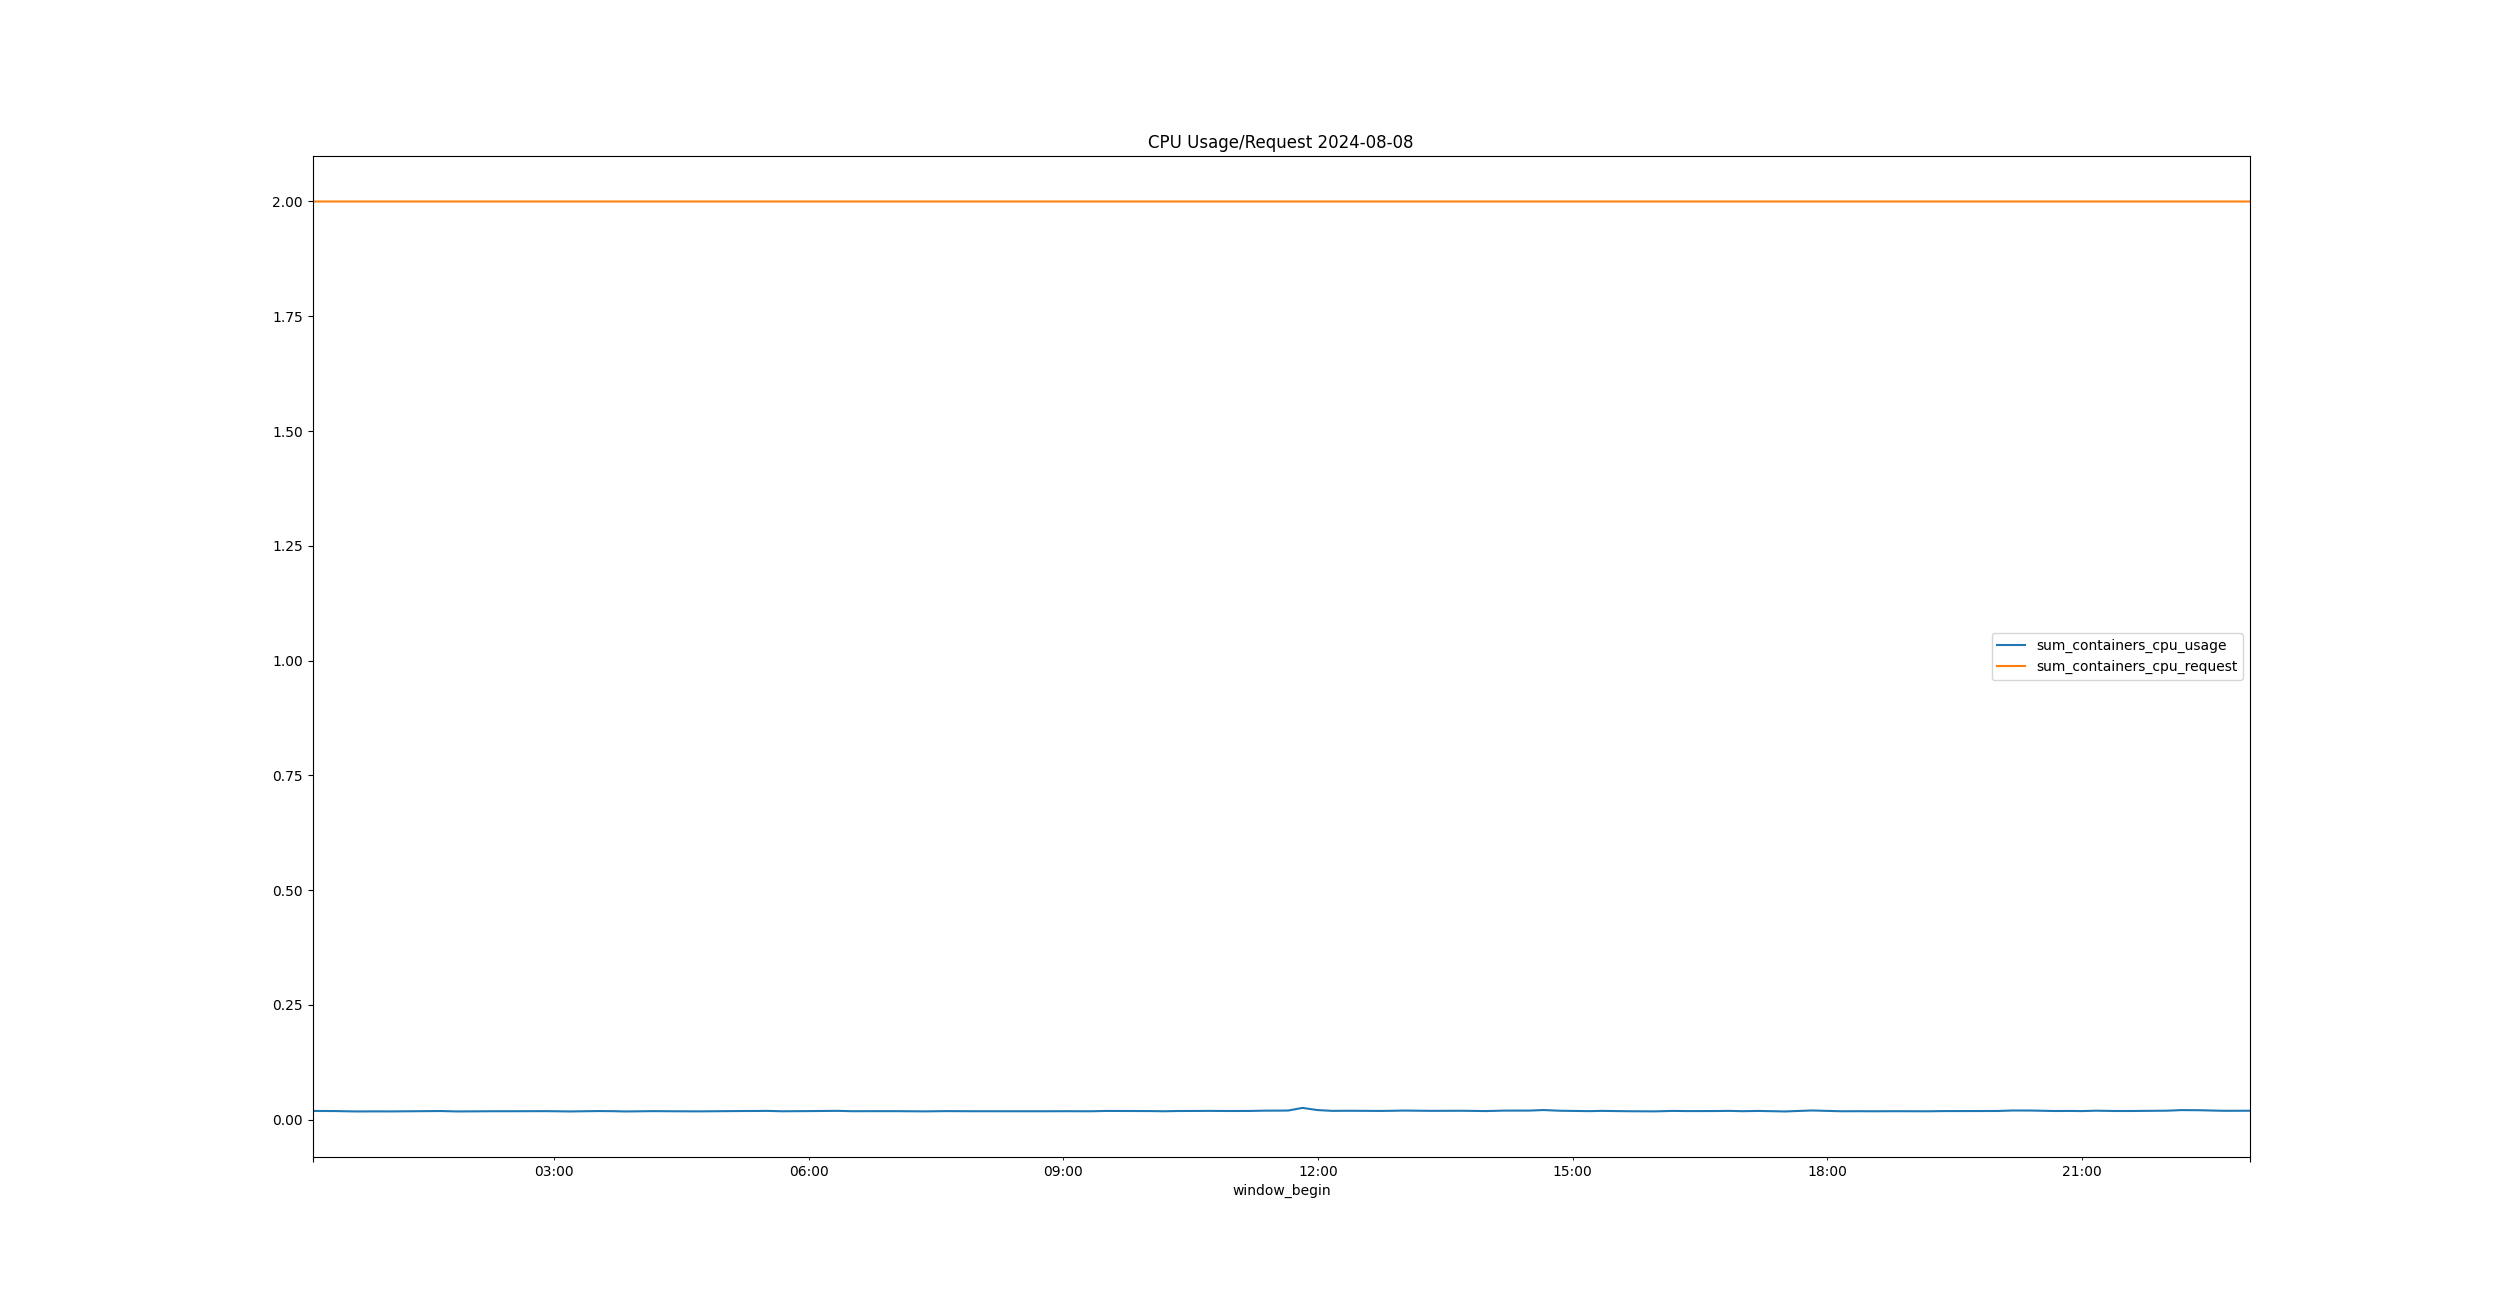 CPU Usage/Request 2024-08-08
2.00
1.75
1.50
1.25
1.00
0.75
0.50
0.25
0.00
sum_containers_cpu_usage
sum_containers_cpu_request
03:00 06:00 09:00 12:00 15:00 18:00 21:00
window_begin